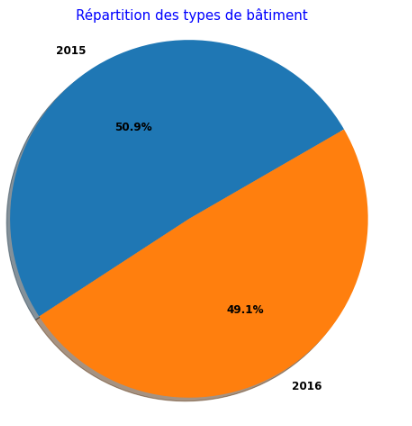 Répartition des types de bâtiment
2015
50.9%
49.1%
2016